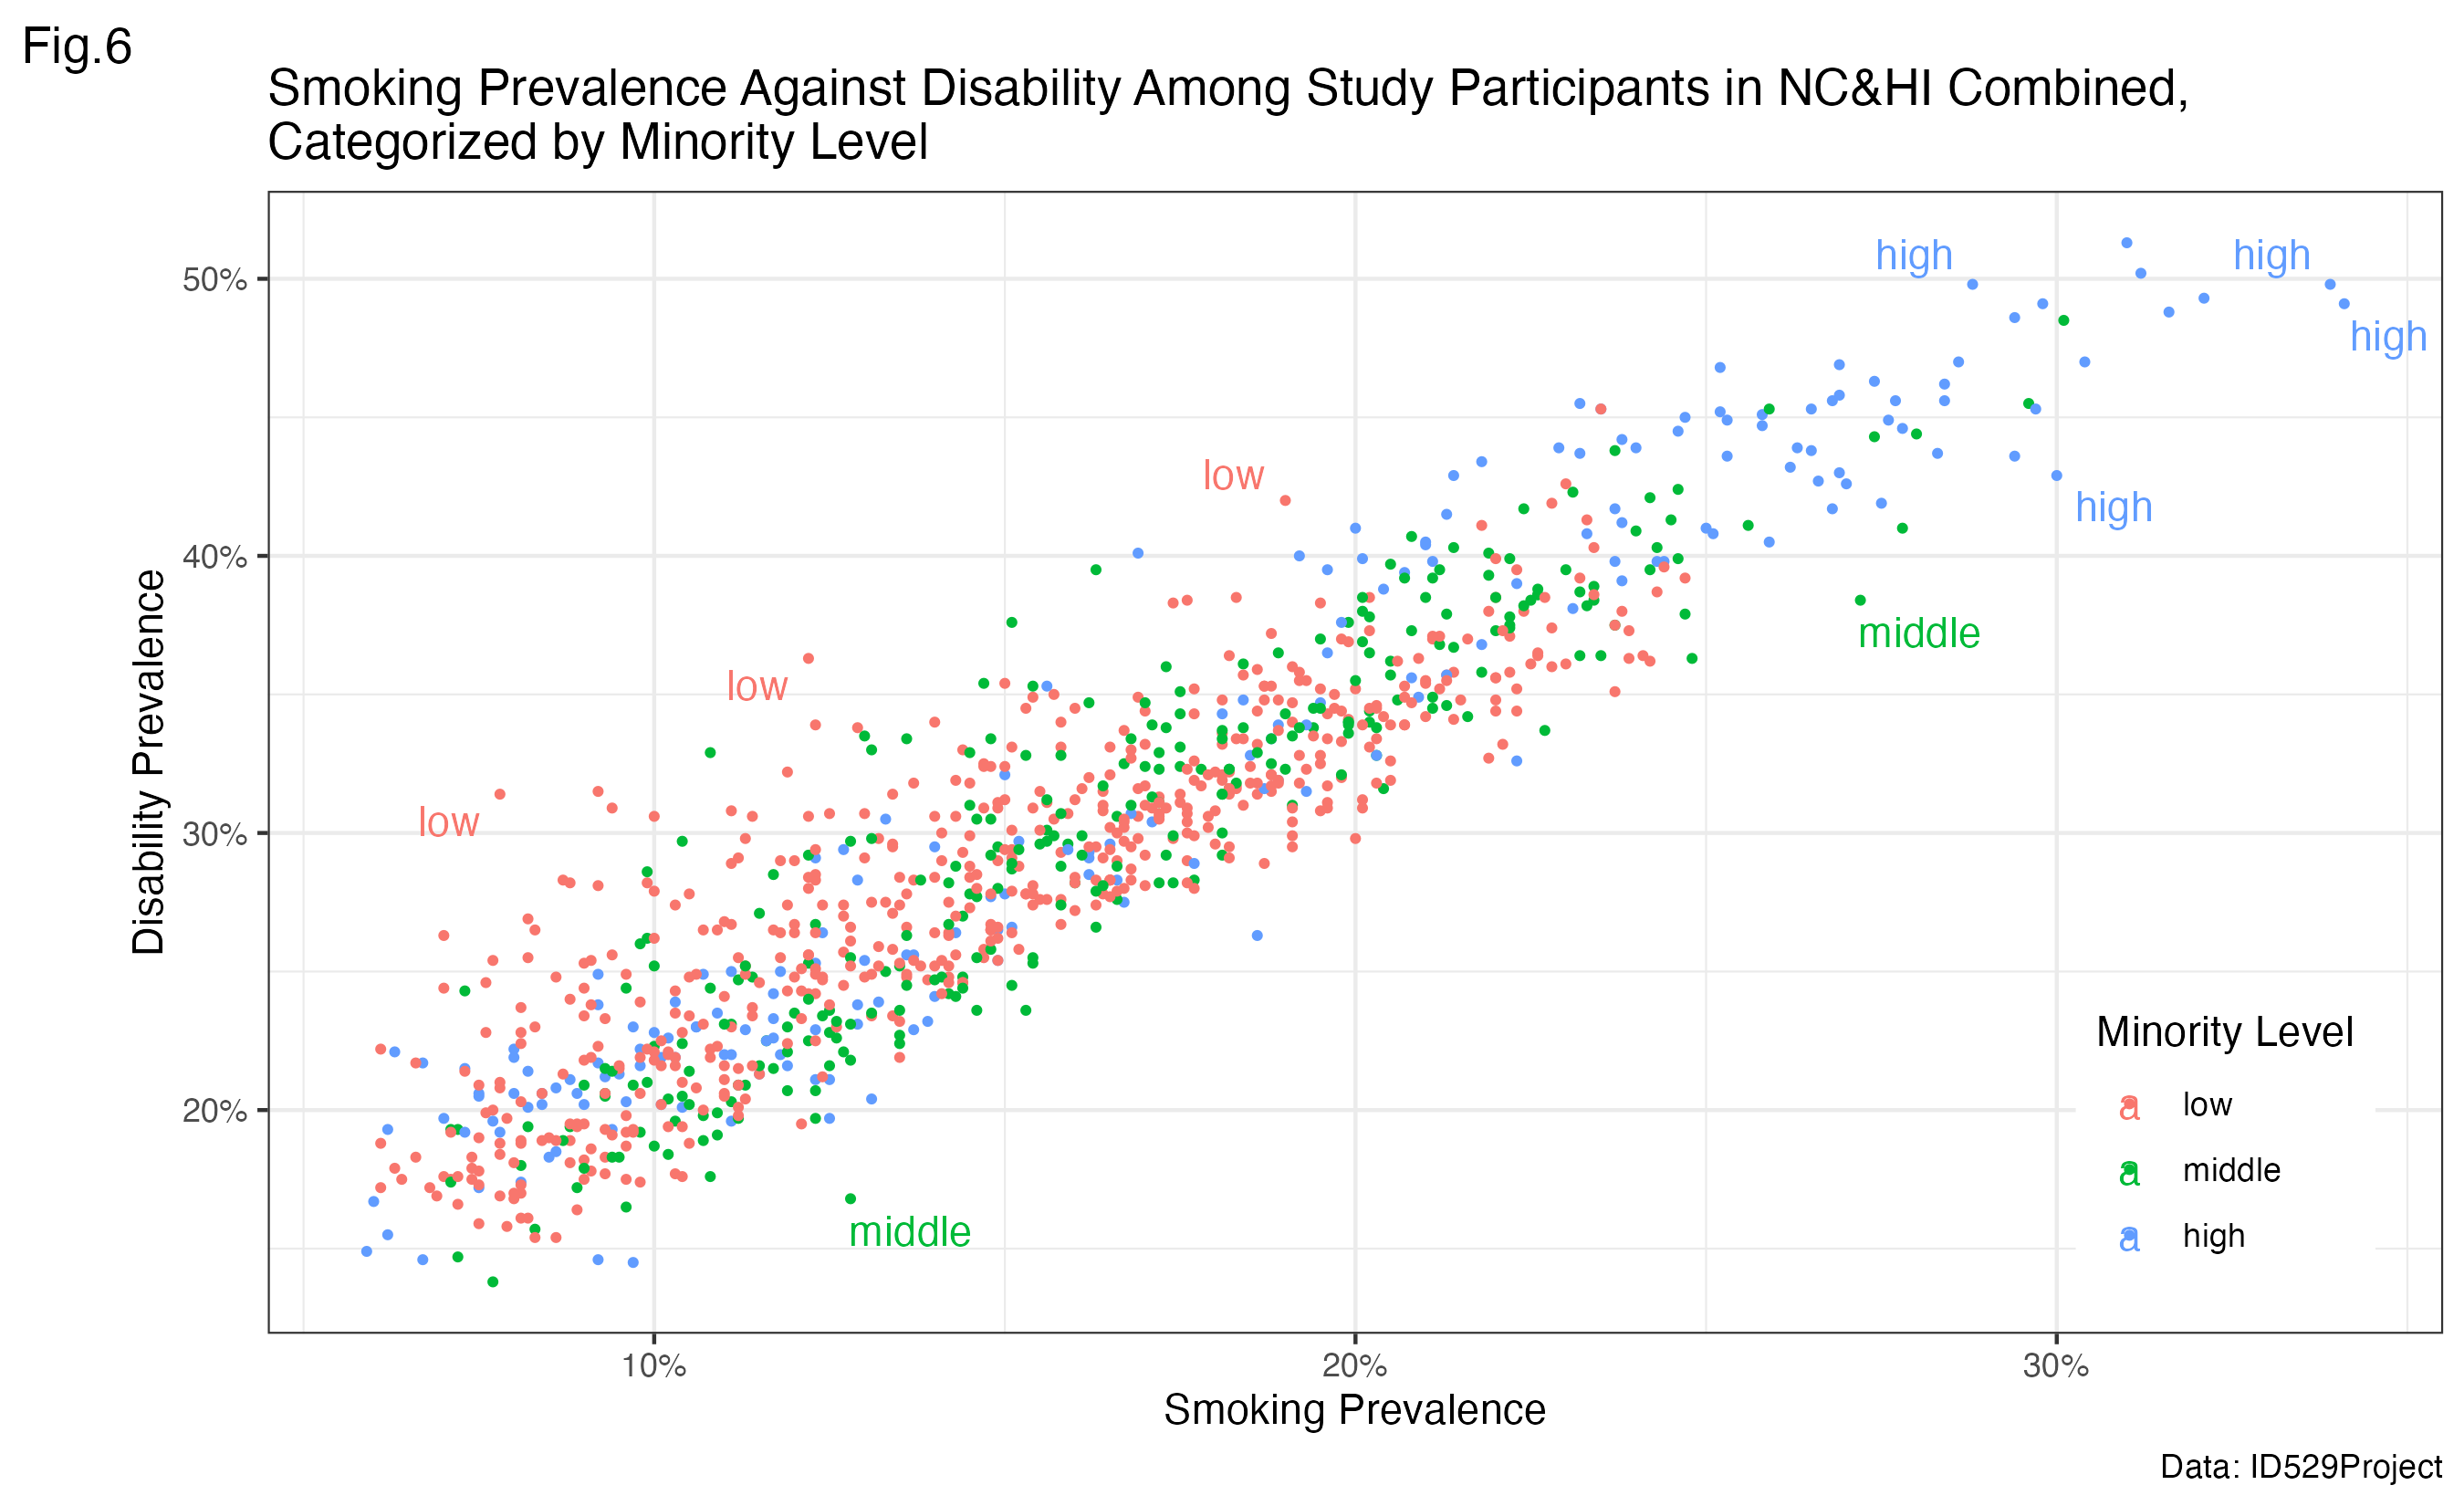 Fig.6
Smoking Prevalence Against Disability Among Study Participants in NC&HI Combined,
Categorized by Minority Level
50%
40%
30%
20%
Disability Prevalence
high
high
high
high
low
low
low
middle
middle
Minority Level
a low
a middle
a high
10%
20%
30%
Smoking Prevalence
Data: ID529Project